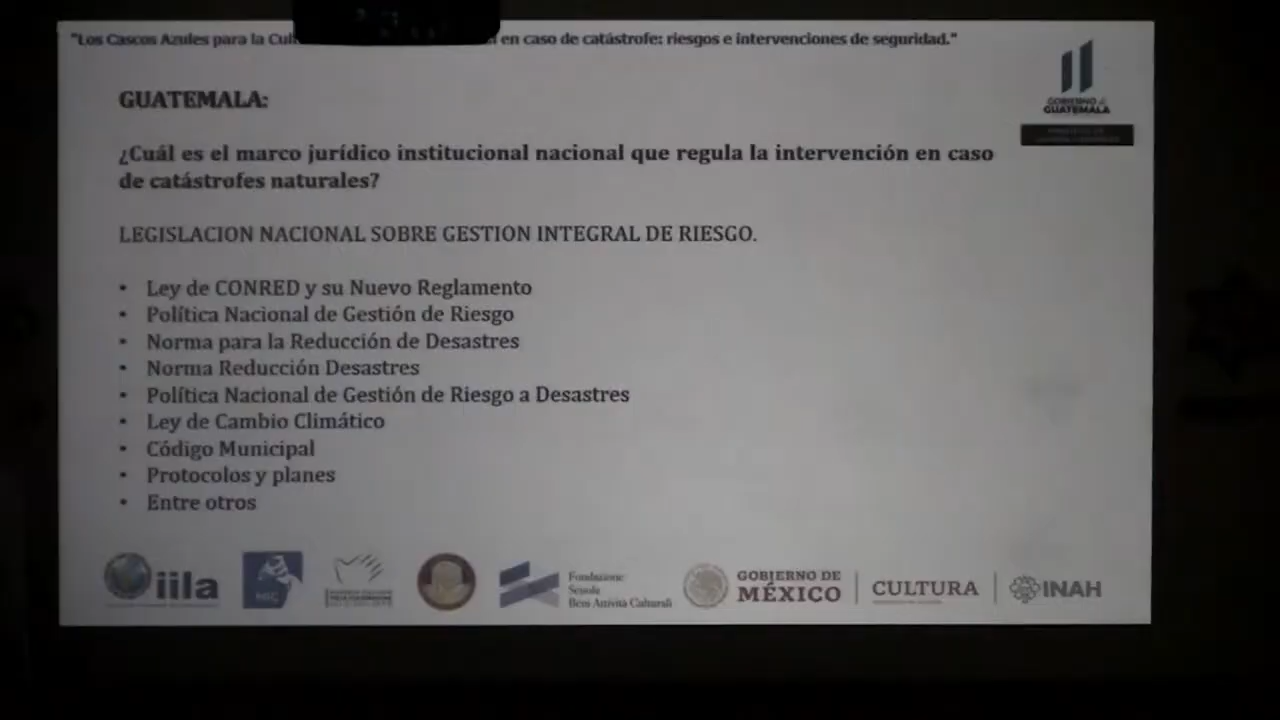 "Los Cascos Azules para la Cul en caso de catástrofe: riesgos e intervenciones de seguridad."
GOBIERNO de
GUATEMALA
GUATEMALA:
¿Cuál es el marco jurídico institucional nacional que regula la intervención en caso
de catástrofes naturales?
LEGISLACION NACIONAL SOBRE GESTION INTEGRAL DE RIESGO.
• Ley de CONRED y su Nuevo Reglamento
• Política Nacional de Gestión de Riesgo
• Norma para la Reducción de Desastres
• Norma Reducción Desastres
• Política Nacional de Gestión de Riesgo a Desastres
• Ley de Cambio Climático
• Código Municipal
• Protocolos y planes
• Entre otros
iila
Fondazione
Scuola
Beni Attività Culturali
GOBIERNO DE
MÉXICO
CULTURA
INAH